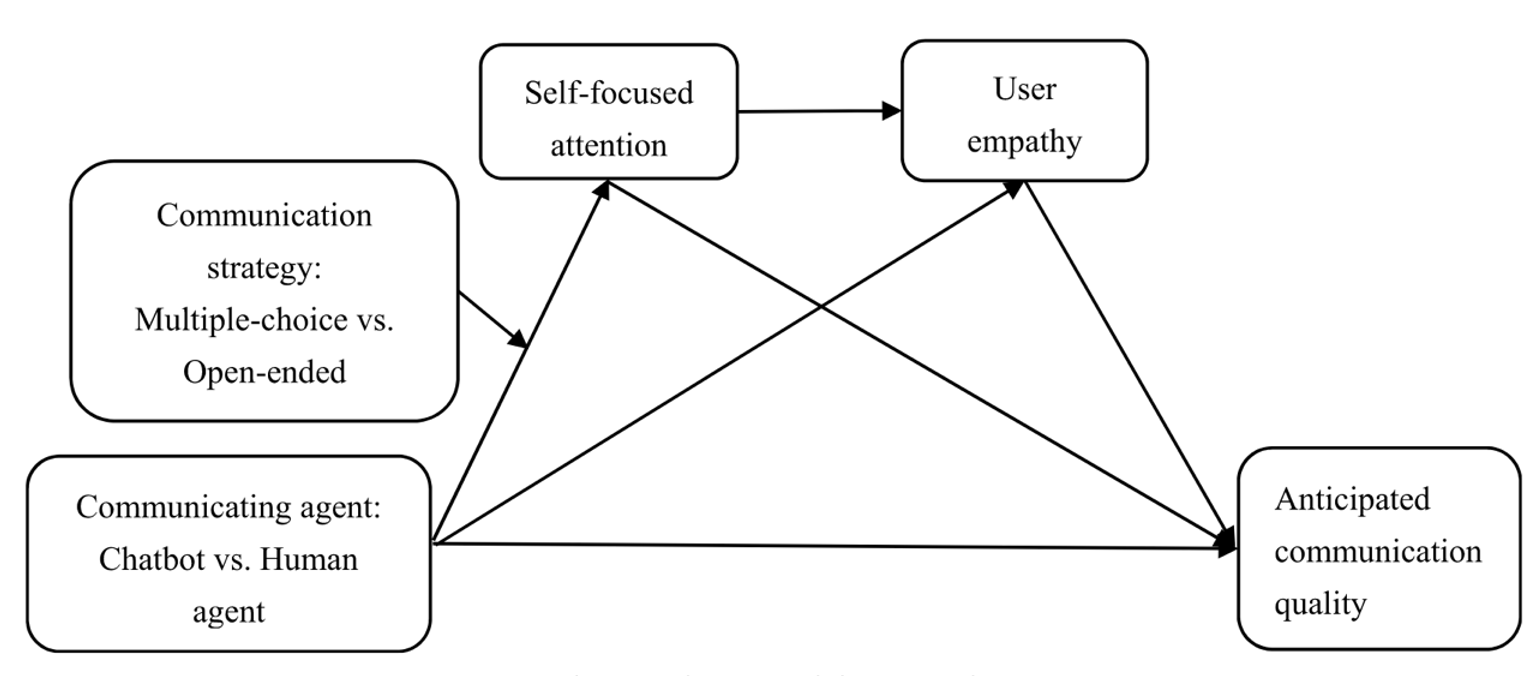 Self-focused
attention
User
empathy
Communication
strategy:
Multiple-choice vs.
Open-ended
Communicating agent:
Chatbot vs. Human
agent
Anticipated
communication
quality